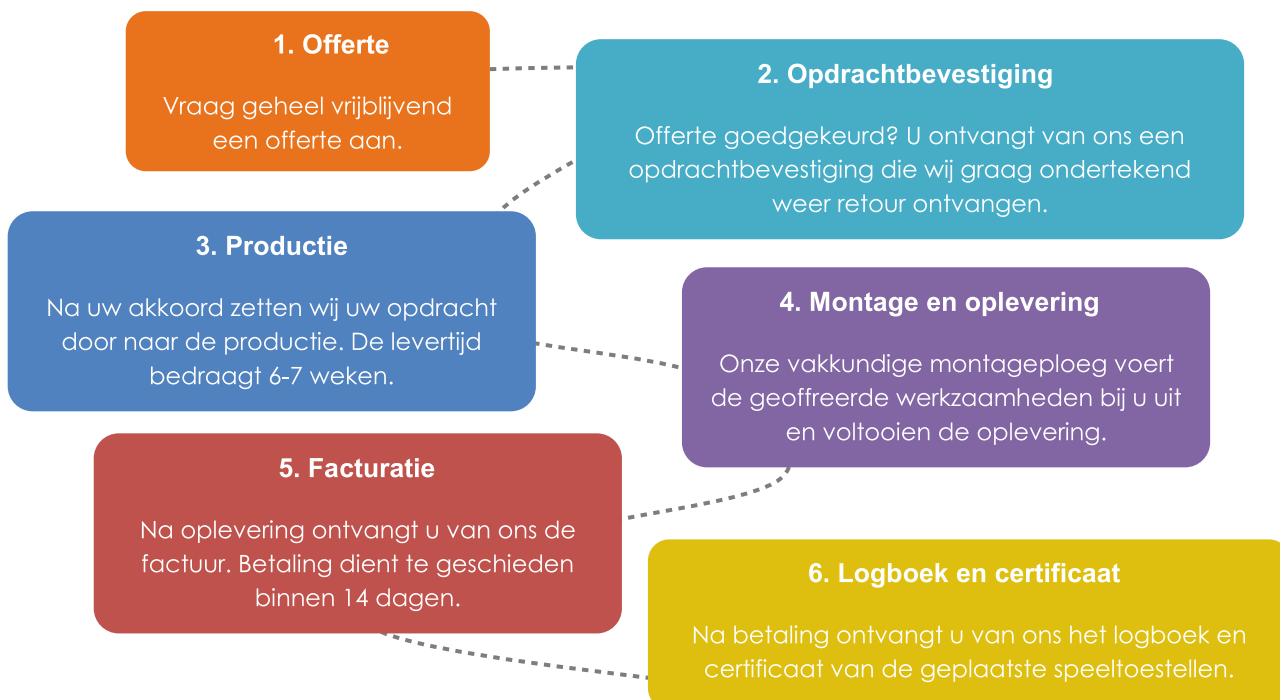 1. Offerte
Vraag geheel vrijblijvend
een offerte aan.
2. Opdrachtbevestiging
Offerte goedgekeurd? U ontvangt van ons een
opdrachtbevestiging die wij graag ondertekend
weer retour ontvangen.
3. Productie
Na uw akkoord zetten wij uw opdracht
door naar de productie. De levertijd
bedraagt 6-7 weken.
4. Montage en oplevering
Onze vakkundige montageploeg voert
de geoffreerde werkzaamheden bij u uit
en voltooien de oplevering.
5. Facturatie
Na oplevering ontvangt u van ons de
factuur. Betaling dient te geschieden
binnen 14 dagen.
6. Logboek en certificaat
Na betaling ontvangt u van ons het logboek en
certificaat van de geplaatste speeltoestellen.